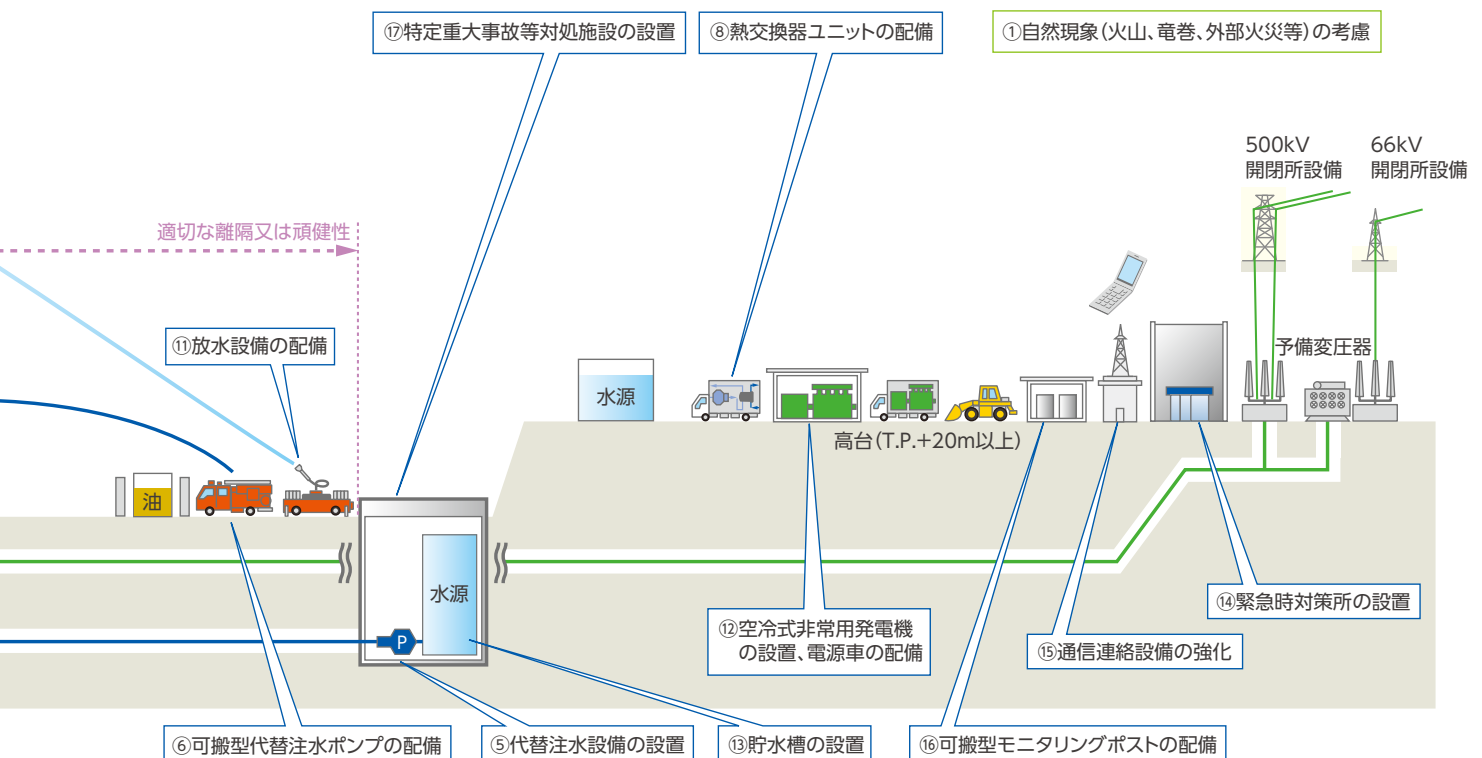 ⑰特定重大事故等対処施設の設置
⑧熱交換器ユニットの配備
①自然現象(火山、竜巻、外部火災等)の考慮
500kV
開閉所設備
66kV
開閉所設備
適切な離隔又は頑健性
⑪放水設備の配備
予備変圧器
水源
高台(T.P.+20m以上)
油
水源
P
⑫空冷式非常用発電機
の設置、電源車の配備
⑭緊急時対策所の設置
⑮通信連絡設備の強化
⑥可搬型代替注水ポンプの配備
⑤代替注水設備の設置
⑬貯水槽の設置
⑯可搬型モニタリングポストの配備